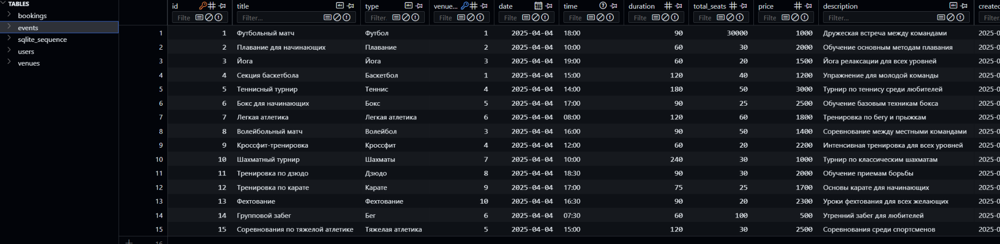 TABLES
bookings
events
sqlite_sequence
users
venues
id title type venue... date time duration total_seats price description created
Filte Filter... Filter. Filte Filte Filte Filte Filte Filte Filter... Filter
1 1 Футбольный матч Футбол 1 2025-04-04 18:00 90 30000 1000 Дружеская встреча между командами 2025-0
2 2 Плавание для начинающих Плавание 2 2025-04-04 10:00 60 30 2000 Обучение основным методам плавания 2025-0
3 3 Йога Йога 3 2025-04-04 19:00 60 20 1500 Йога релаксации для всех уровней 2025-0
4 4 Секция баскетбола Баскетбол 1 2025-04-04 15:00 120 40 1200 Упражнение для молодой команды 2025-0
5 5 Теннисный турнир Теннис 4 2025-04-04 14:00 180 50 3000 Турнир по теннису среди любителей 2025-0
6 6 Бокс для начинающих Бокс 5 2025-04-04 17:00 90 25 2500 Обучение базовым техникам бокса 2025-0
7 7 Легкая атлетика Легкая атлетика 6 2025-04-04 08:00 120 60 1800 Тренировка по бегу и прыжкам 2025-0
8 8 Волейбольный матч Волейбол 3 2025-04-04 16:00 90 50 1400 Соревнование между местными командами 2025-0
9 9 Кроссфит-тренировка Кроссфит 4 2025-04-04 12:00 60 20 2200 Интенсивная тренировка для всех уровней 2025-0
10 10 Шахматный турнир Шахматы 7 2025-04-04 10:00 240 30 1000 Турнир по классическим шахматам 2025-0
11 11 Тренировка по дзюдо Дзюдо 8 2025-04-04 18:30 90 30 2000 Обучение приемам борьбы 2025-0
12 12 Тренировка по карате Карате 9 2025-04-04 17:00 75 25 1700 Основы карате для начинающих 2025-0
13 13 Фехтование Фехтование 10 2025-04-04 16:30 90 20 2300 Уроки фехтования для всех желающих 2025-0
14 14 Групповой забег Бег 6 2025-04-04 07:30 60 100 500 Утренний забег для любителей 2025-0
15 15 Соревнования по тяжелой атлетике Тяжелая атлетика 5 2025-04-04 15:00 120 30 2500 Соревнования среди спортсменов 2025-0
16